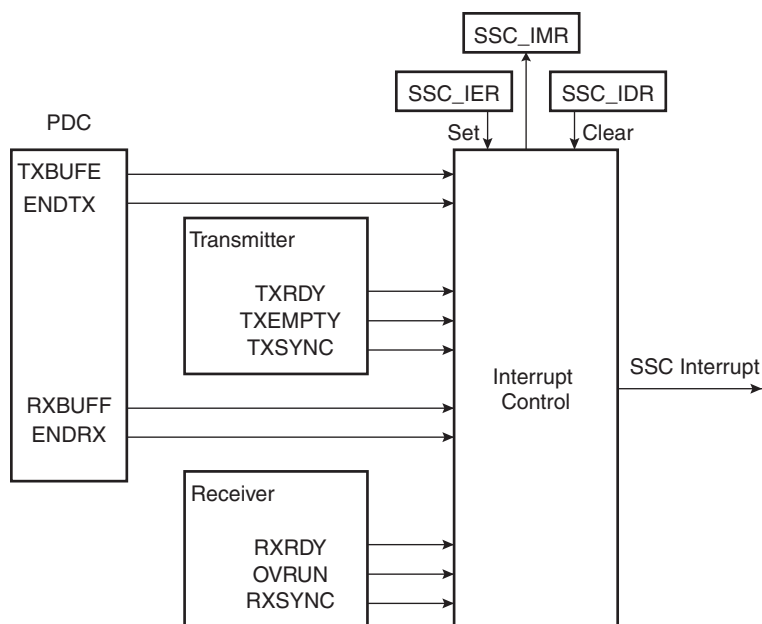 SSC_IMR
SSC_IER
SSC_IDR
PDC
Set
Clear
TXBUFE
ENDTX
Transmitter
TXRDY
TXEMPTY
TXSYNC
Interrupt
Control
SSC Interrupt
RXBUFF
ENDRX
Receiver
RXRDY
OVRUN
RXSYNC